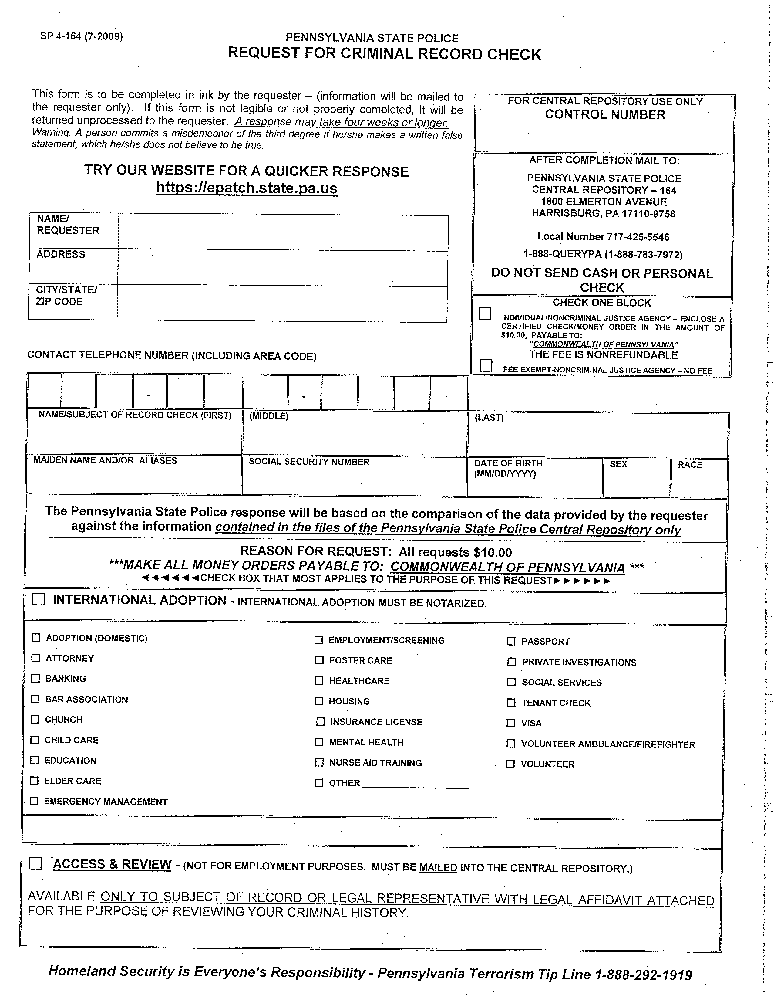 SP 4-164 (7-2009)
PENNSYLVANIA STATE POLICE
REQUEST FOR CRIMINAL RECORD CHECK
This form is to be completed in ink by the requester – (information will be mailed to
the requester only). If this form is not legible or not properly completed, it will be
returned unprocessed to the requester. A response may take four weeks or longer.
Warning: A person commits a misdemeanor of the third degree if he/she makes a written false
statement, which he/she does not believe to be true.
TRY OUR WEBSITE FOR A QUICKER RESPONSE
https://epatch.state.pa.us
NAME/
REQUESTER
ADDRESS
CITY/STATE/
ZIP CODE
FOR CENTRAL REPOSITORY USE ONLY
CONTROL NUMBER
AFTER COMPLETION MAIL TO:
PENNSYLVANIA STATE POLICE
CENTRAL REPOSITORY – 164
1800 ELMERTON AVENUE
HARRISBURG, PA 17110-9758
Local Number 717-425-5546
1-888-QUERYPA (1-888-783-7972)
DO NOT SEND CASH OR PERSONAL
CHECK
CHECK ONE BLOCK
☐ INDIVIDUAL/NONCRIMINAL JUSTICE AGENCY – ENCLOSE A
CERTIFIED CHECK/MONEY ORDER IN THE AMOUNT OF
$10.00, PAYABLE TO:
"COMMONWEALTH OF PENNSYLVANIA"
THE FEE IS NONREFUNDABLE
☐ FEE EXEMPT-NONCRIMINAL JUSTICE AGENCY – NO FEE
CONTACT TELEPHONE NUMBER (INCLUDING AREA CODE)
- -
NAME/SUBJECT OF RECORD CHECK (FIRST) (MIDDLE) (LAST)
MAIDEN NAME AND/OR ALIASES SOCIAL SECURITY NUMBER DATE OF BIRTH SEX RACE
(MM/DD/YYYY)
The Pennsylvania State Police response will be based on the comparison of the data provided by the requester
against the information contained in the files of the Pennsylvania State Police Central Repository only
REASON FOR REQUEST: All requests $10.00
***MAKE ALL MONEY ORDERS PAYABLE TO: COMMONWEALTH OF PENNSYLVANIA ***
◄◄◄◄◄◄CHECK BOX THAT MOST APPLIES TO THE PURPOSE OF THIS REQUEST►►►►►►
☐ INTERNATIONAL ADOPTION - INTERNATIONAL ADOPTION MUST BE NOTARIZED.
☐ ADOPTION (DOMESTIC)
☐ ATTORNEY
☐ BANKING
☐ BAR ASSOCIATION
☐ CHURCH
☐ CHILD CARE
☐ EDUCATION
☐ ELDER CARE
☐ EMERGENCY MANAGEMENT
☐ EMPLOYMENT/SCREENING
☐ FOSTER CARE
☐ HEALTHCARE
☐ HOUSING
☐ INSURANCE LICENSE
☐ MENTAL HEALTH
☐ NURSE AID TRAINING
☐ OTHER ____________________
☐ PASSPORT
☐ PRIVATE INVESTIGATIONS
☐ SOCIAL SERVICES
☐ TENANT CHECK
☐ VISA
☐ VOLUNTEER AMBULANCE/FIREFIGHTER
☐ VOLUNTEER
☐ ACCESS & REVIEW - (NOT FOR EMPLOYMENT PURPOSES. MUST BE MAILED INTO THE CENTRAL REPOSITORY.)
AVAILABLE ONLY TO SUBJECT OF RECORD OR LEGAL REPRESENTATIVE WITH LEGAL AFFIDAVIT ATTACHED
FOR THE PURPOSE OF REVIEWING YOUR CRIMINAL HISTORY.
Homeland Security is Everyone's Responsibility - Pennsylvania Terrorism Tip Line 1-888-292-1919